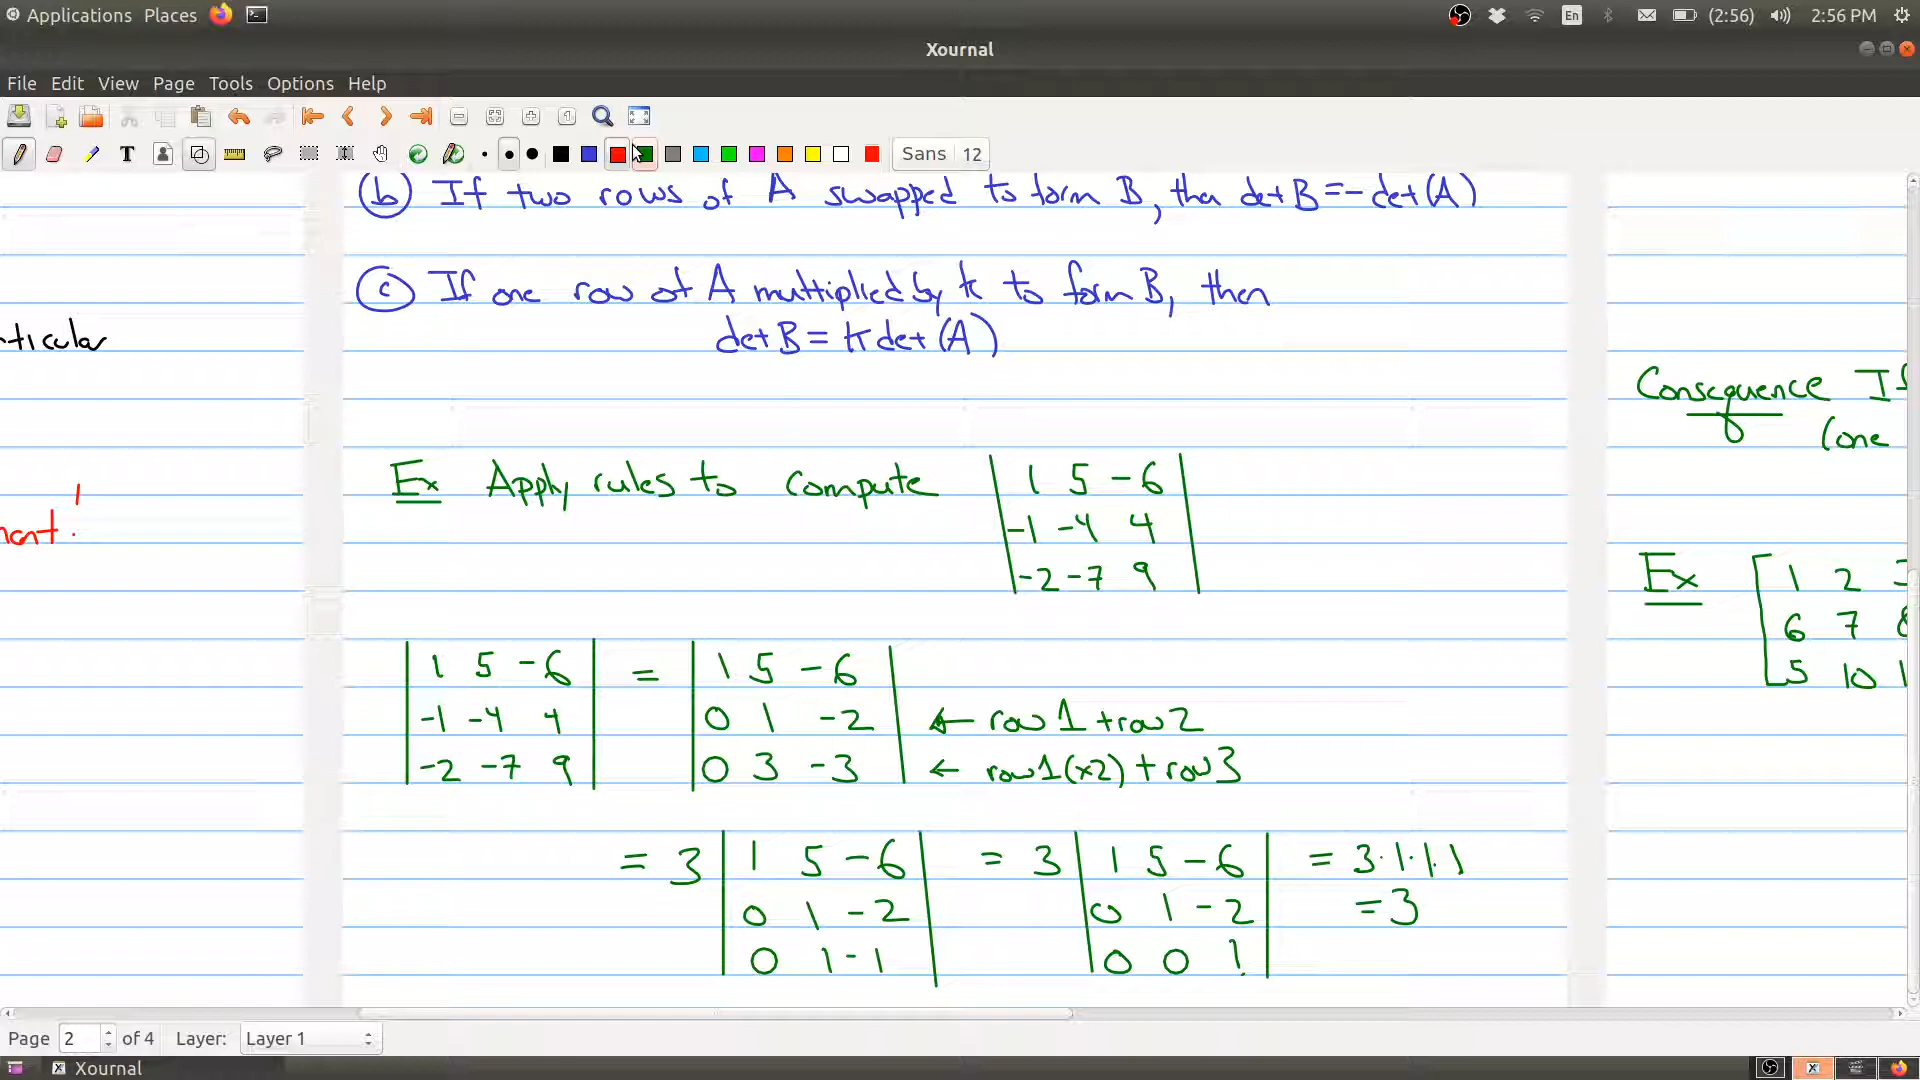 Applications Places En (2:56) 2:56 PM
Xournal
File Edit View Page Tools Options Help
Sans 12
(b) If two rows of A swapped to form B, then det B = - det(A)
(c) If one row of A multiplied by k to form B, then
det B = k det(A)
ticular
Consequence If
(one
Ex Apply rules to compute | 1 5 -6
-1 -4 4
-2 -7 9 |
!
Ex [ 1 2
6 7 8
5 10 1
| 1 5 -6 | = | 1 5 -6 |
| -1 -4 4 | | 0 1 -2 | ← row 1 + row 2
| -2 -7 9 | | 0 3 -3 | ← row 1 (x2) + row 3
= 3 | 1 5 -6 | = 3 | 1 5 -6 | = 3·1·1·1
| 0 1 -2 | | 0 1 -2 | = 3
| 0 1 -1 | | 0 0 1 |
Page 2 of 4 Layer: Layer 1
Xournal